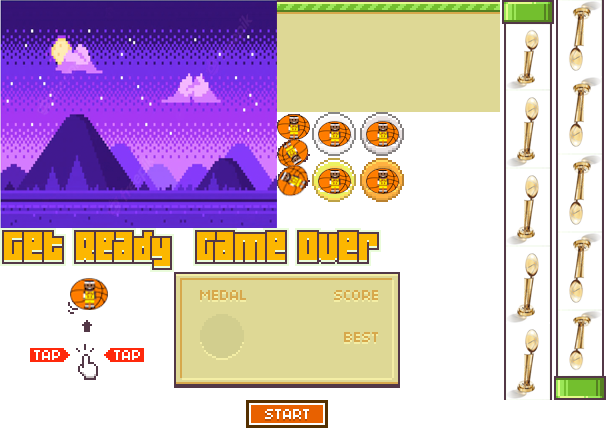 Get Ready Game Over
MEDAL SCORE
BEST
TAP TAP
START